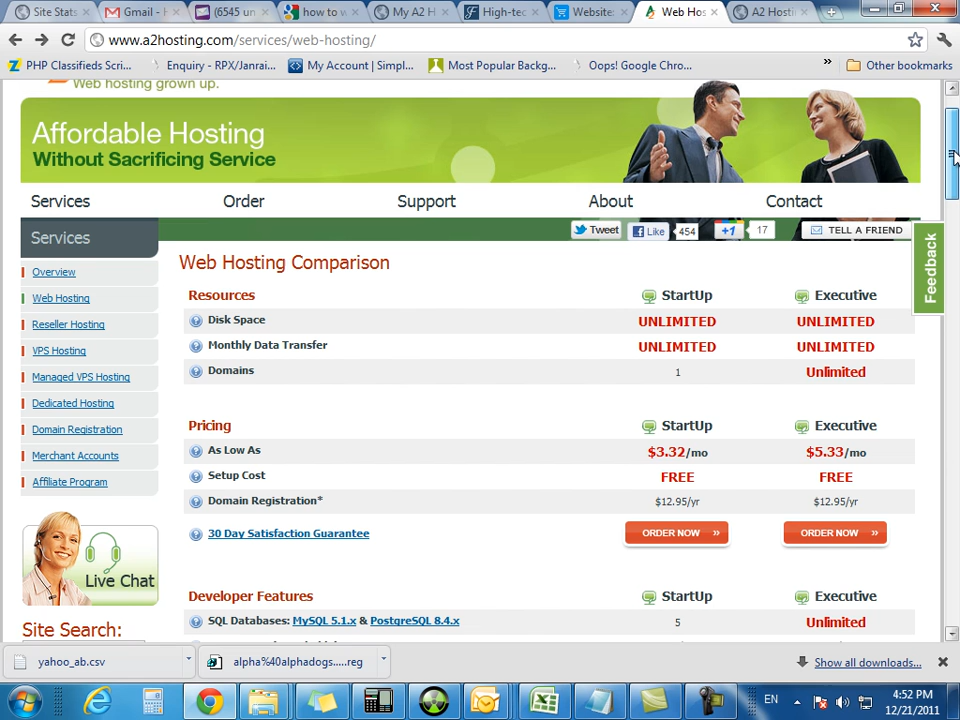 Site Stats
Gmail - H
(6545 un
how to w
My A2 H
High-tec
Website:
Web Hos
A2 Hosti
www.a2hosting.com/services/web-hosting/
PHP Classifieds Scri...
Enquiry - RPX/Janrai...
My Account | Simpl...
Most Popular Backg...
Oops! Google Chro...
»
Other bookmarks
Web hosting grown up.
Affordable Hosting
Without Sacrificing Service
Services
Order
Support
About
Contact
Services
Tweet
Like
454
+1
17
TELL A FRIEND
Feedback
Overview
Web Hosting
Reseller Hosting
VPS Hosting
Managed VPS Hosting
Dedicated Hosting
Domain Registration
Merchant Accounts
Affiliate Program
Live Chat
Site Search:
Web Hosting Comparison
Resources StartUp Executive
Disk Space UNLIMITED UNLIMITED
Monthly Data Transfer UNLIMITED UNLIMITED
Domains 1 Unlimited
Pricing StartUp Executive
As Low As $3.32/mo $5.33/mo
Setup Cost FREE FREE
Domain Registration* $12.95/yr $12.95/yr
30 Day Satisfaction Guarantee ORDER NOW » ORDER NOW »
Developer Features StartUp Executive
SQL Databases: MySQL 5.1.x & PostgreSQL 8.4.x 5 Unlimited
yahoo_ab.csv
alpha%40alphadogs....reg
Show all downloads...
EN
4:52 PM
12/21/2011